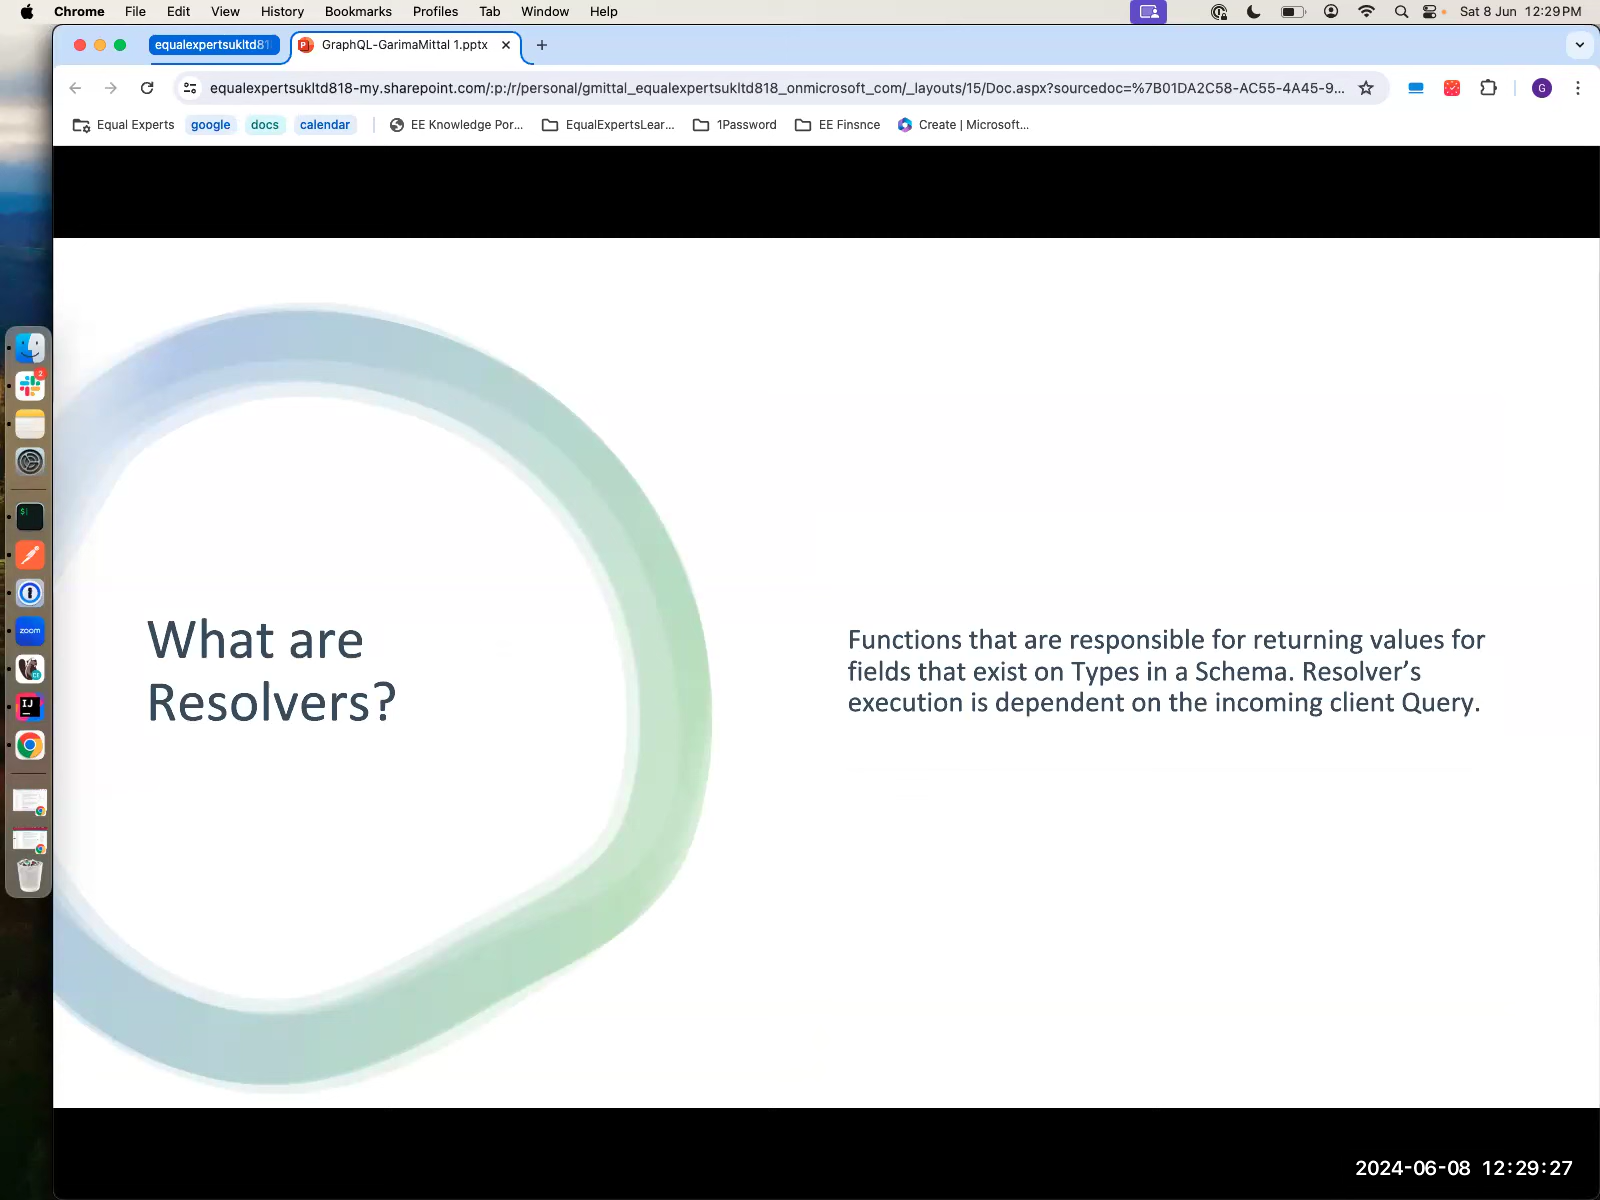 Chrome File Edit View History Bookmarks Profiles Tab Window Help Sat 8 Jun 12:29PM
equalexpertsukltd81 GraphQL-GarimaMittal 1.pptx
equalexpertsukltd818-my.sharepoint.com/:p:/r/personal/gmittal_equalexpertsukltd818_onmicrosoft_com/_layouts/15/Doc.aspx?sourcedoc=%7B01DA2C58-AC55-4A45-9... G
Equal Experts google docs calendar EE Knowledge Por... EqualExpertsLear... 1Password EE Finsnce Create | Microsoft...
2
$
zoom
IJ
What are
Resolvers?
Functions that are responsible for returning values for
fields that exist on Types in a Schema. Resolver’s
execution is dependent on the incoming client Query.
2024-06-08 12:29:27